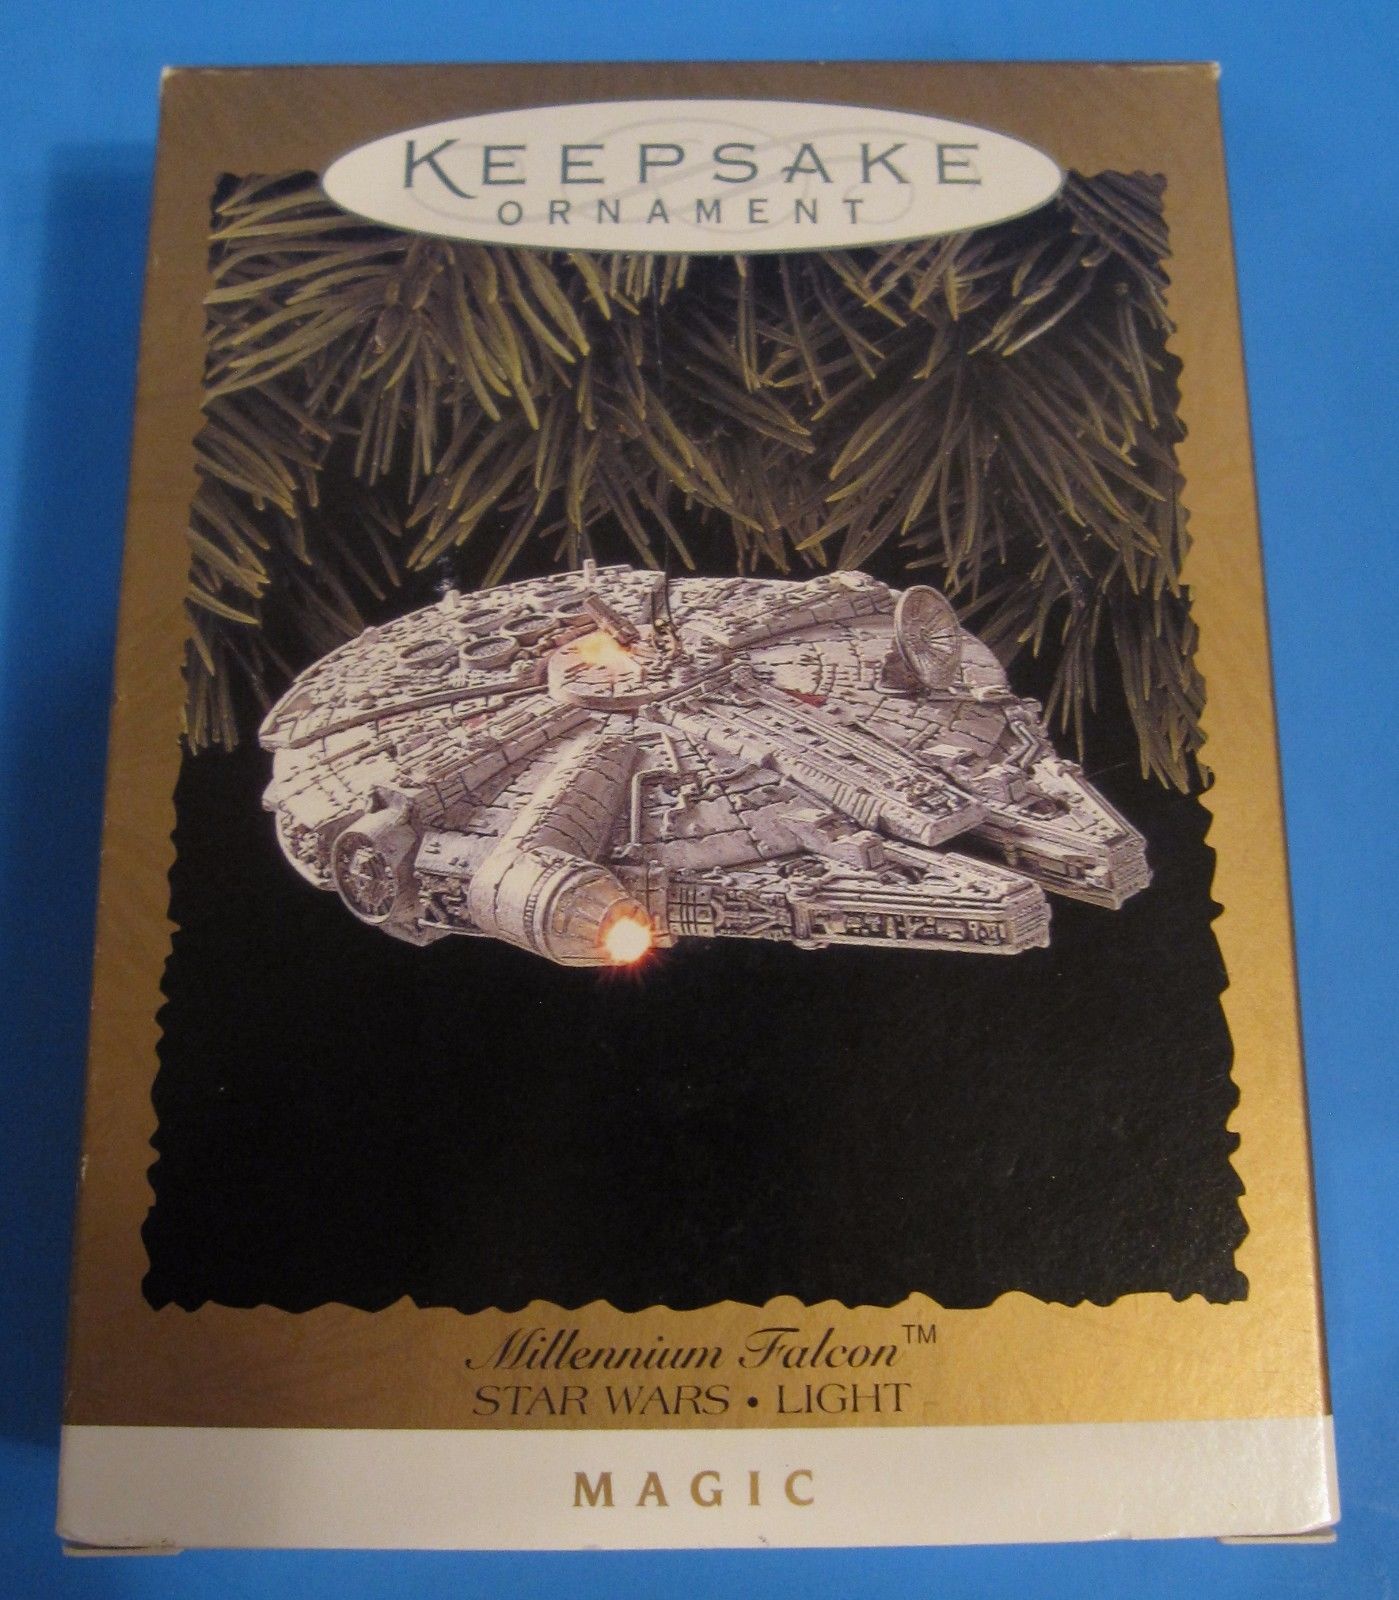 KEEPSAKE
ORNAMENT
Millennium Falcon™
STAR WARS • LIGHT
MAGIC